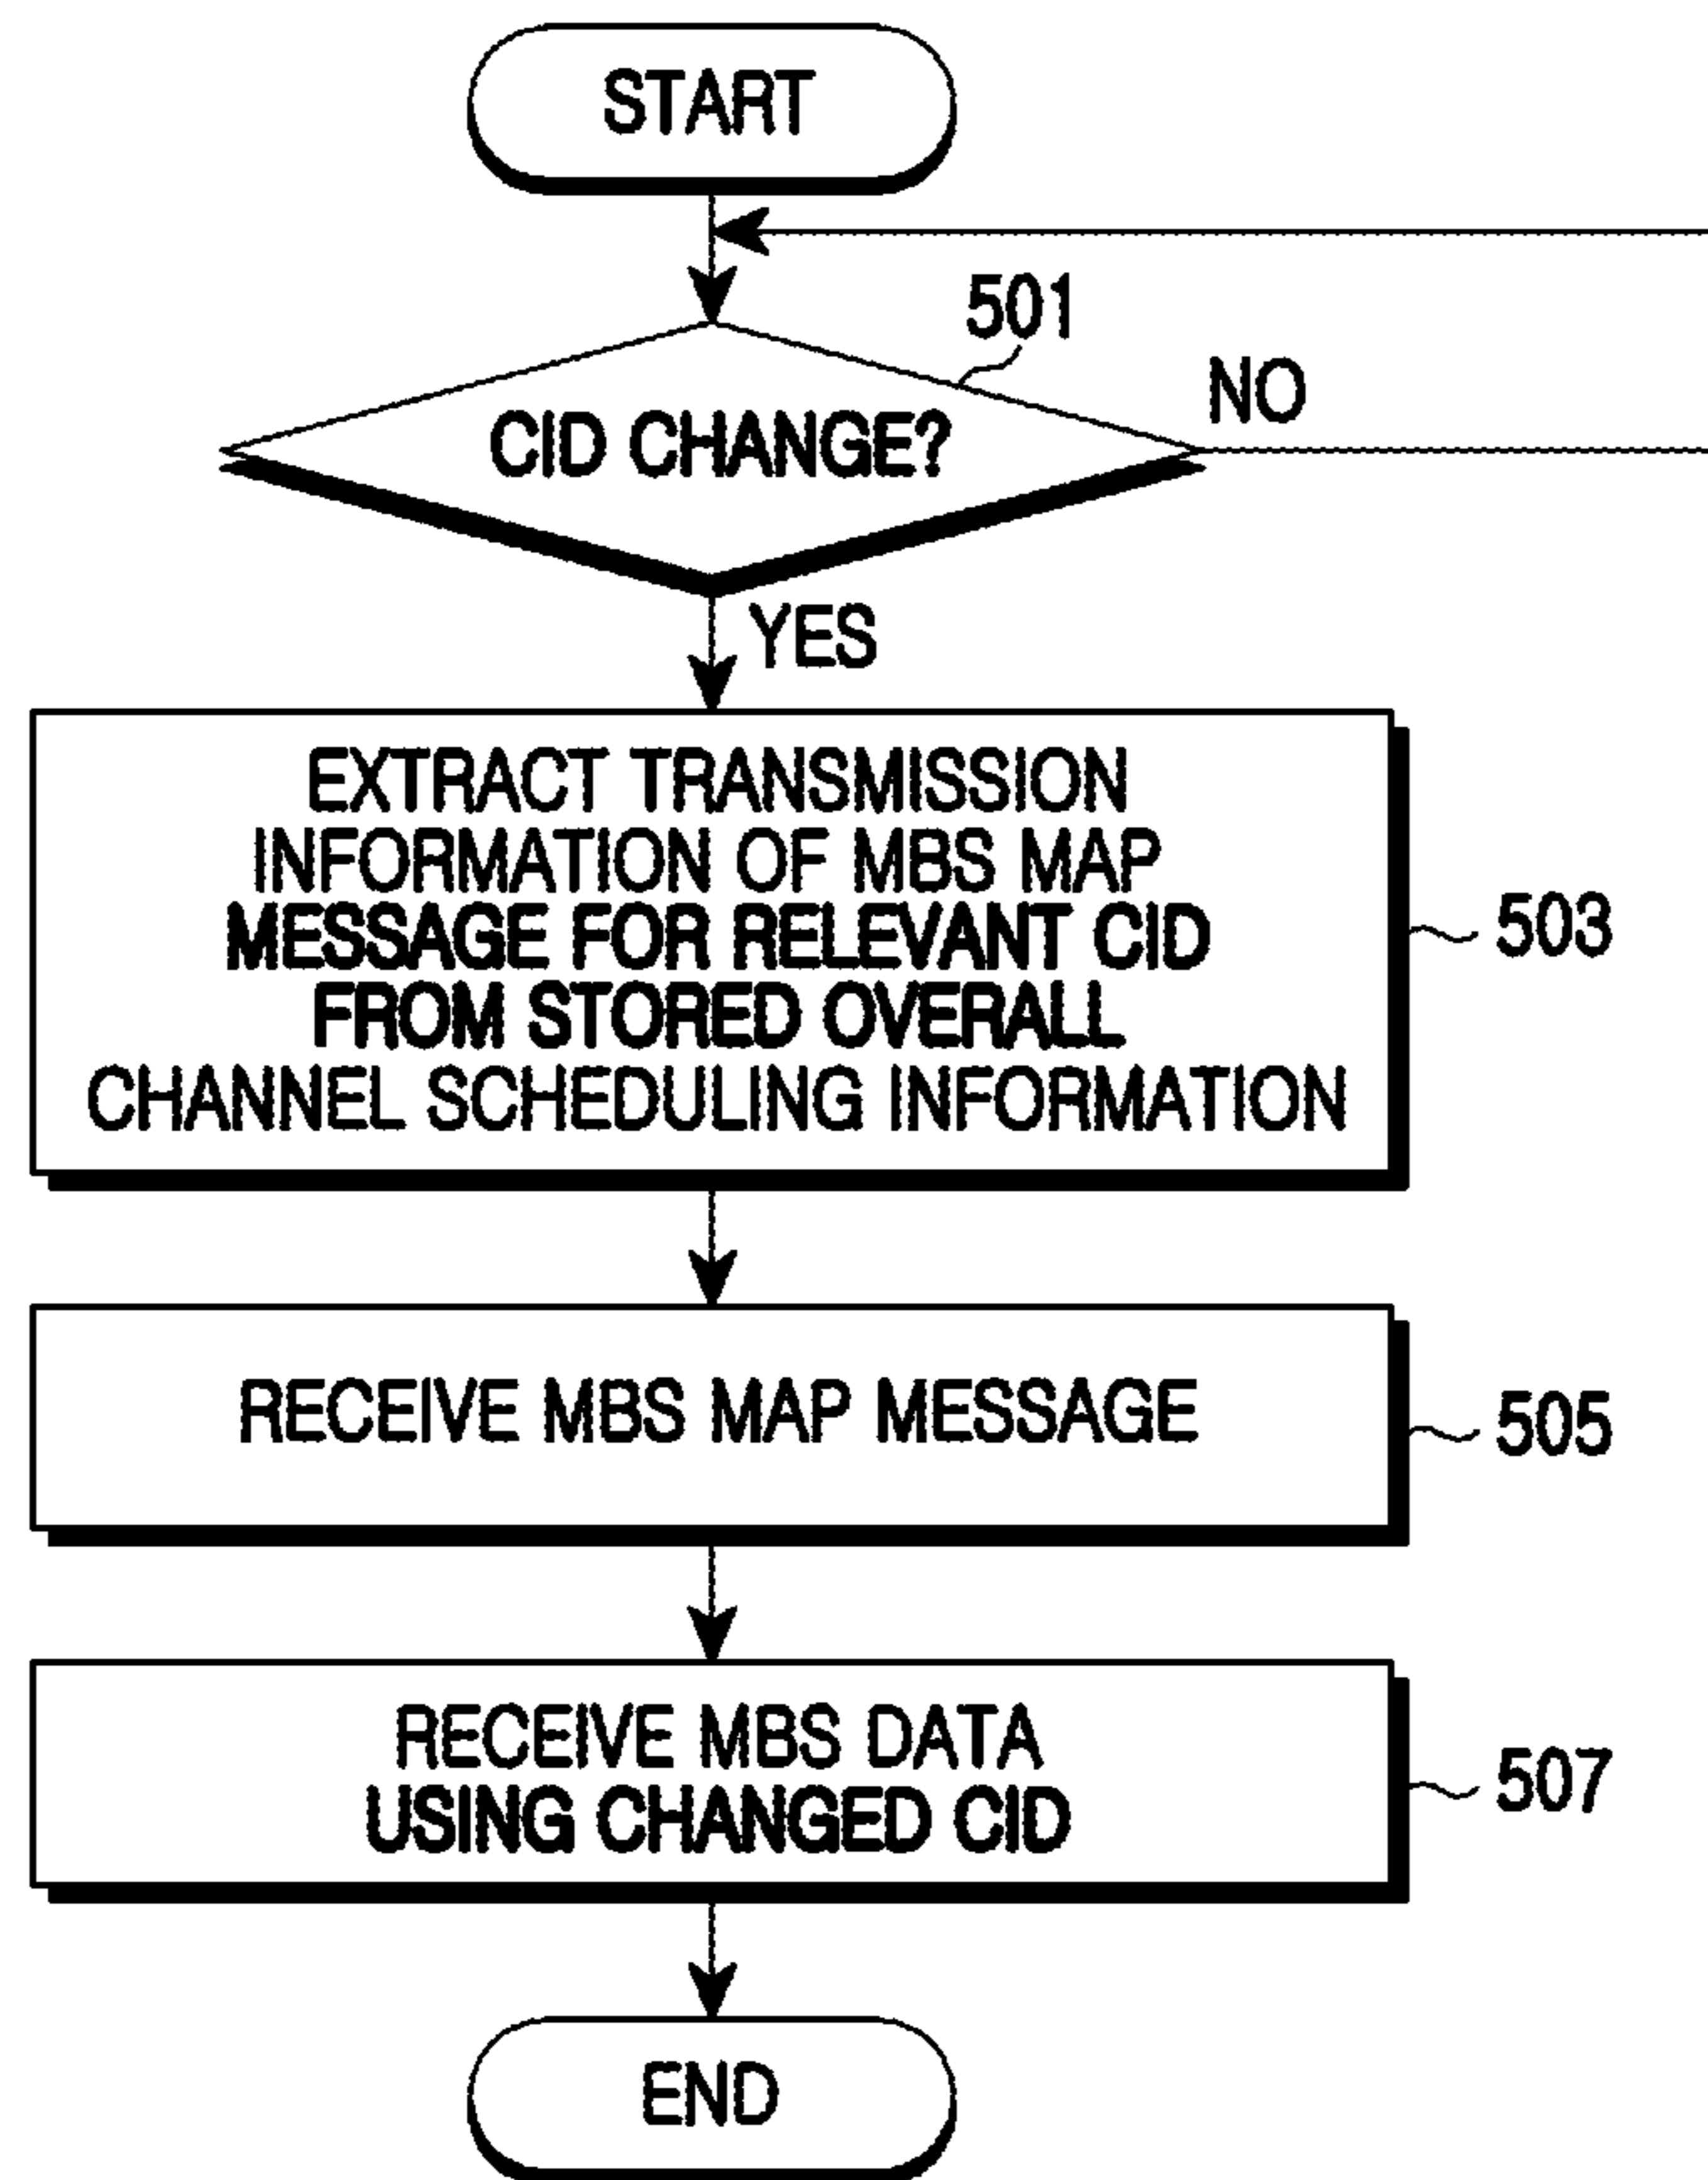 START
501
CID CHANGE?
NO
YES
EXTRACT TRANSMISSION
INFORMATION OF MBS MAP
MESSAGE FOR RELEVANT CID
FROM STORED OVERALL
CHANNEL SCHEDULING INFORMATION
503
RECEIVE MBS MAP MESSAGE
505
RECEIVE MBS DATA
USING CHANGED CID
507
END